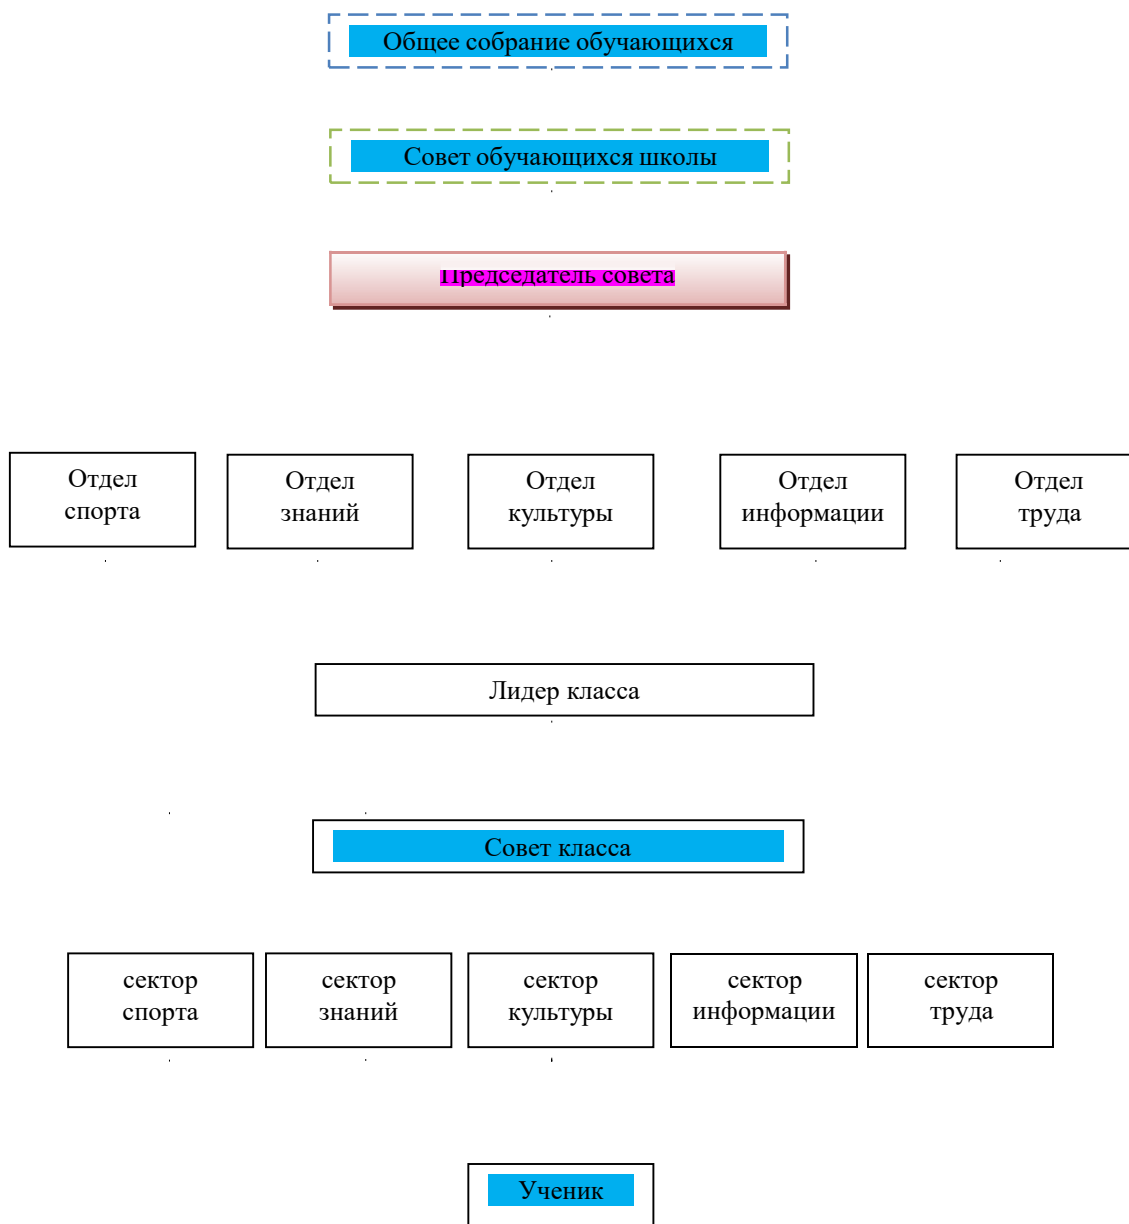 Общее собрание обучающихся
Совет обучающихся школы
Председатель совета
Отдел
спорта
Отдел
знаний
Отдел
культуры
Отдел
информации
Отдел
труда
Лидер класса
Совет класса
сектор
спорта
сектор
знаний
сектор
культуры
сектор
информации
сектор
труда
Ученик